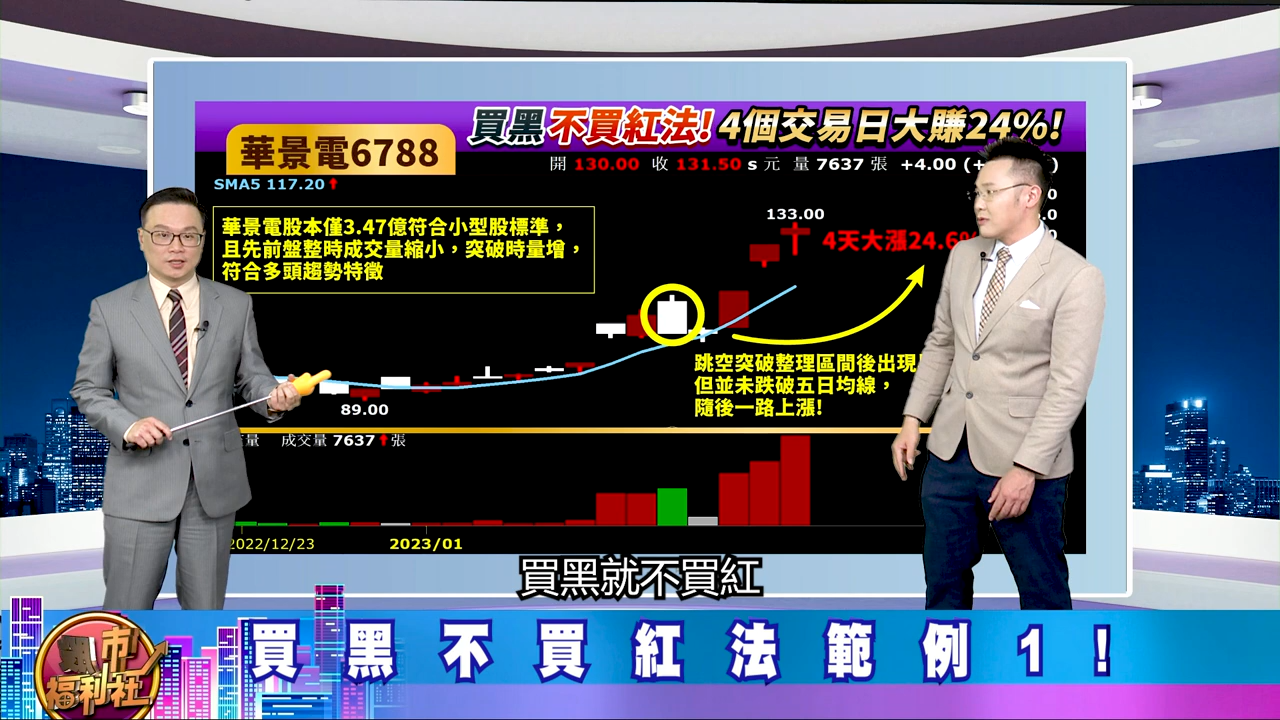 買黑不買紅法!4個交易日大賺24%!
華景電6788
開 130.00 收 131.50 s 元 量 7637 張 +4.00 (+
SMA5 117.20
133.00
華景電股本僅3.47億符合小型股標準，
且先前盤整時成交量縮小，突破時量增，
符合多頭趨勢特徵
4天大漲24.6%
跳空突破整理區間後出現
但並未跌破五日均線，
隨後一路上漲!
89.00
量 成交量 7637 張
2022/12/23 2023/01
買黑就不買紅
市
福利社
買黑不買紅法範例1！